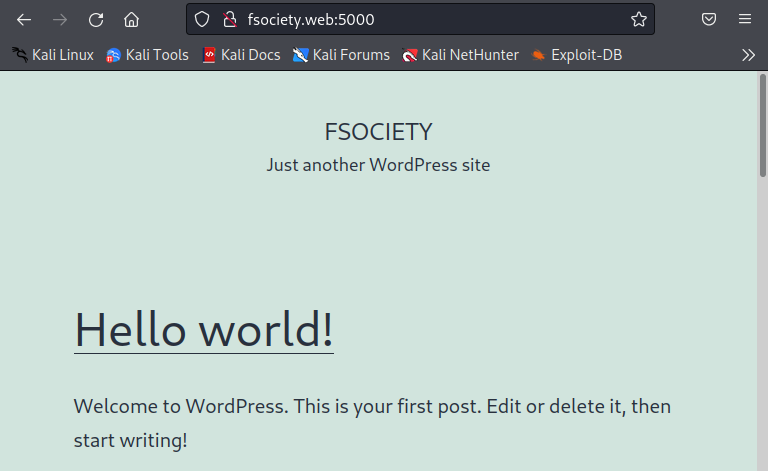 fsociety.web:5000
Kali Linux Kali Tools Kali Docs Kali Forums Kali NetHunter Exploit-DB
FSOCIETY
Just another WordPress site
Hello world!
Welcome to WordPress. This is your first post. Edit or delete it, then
start writing!